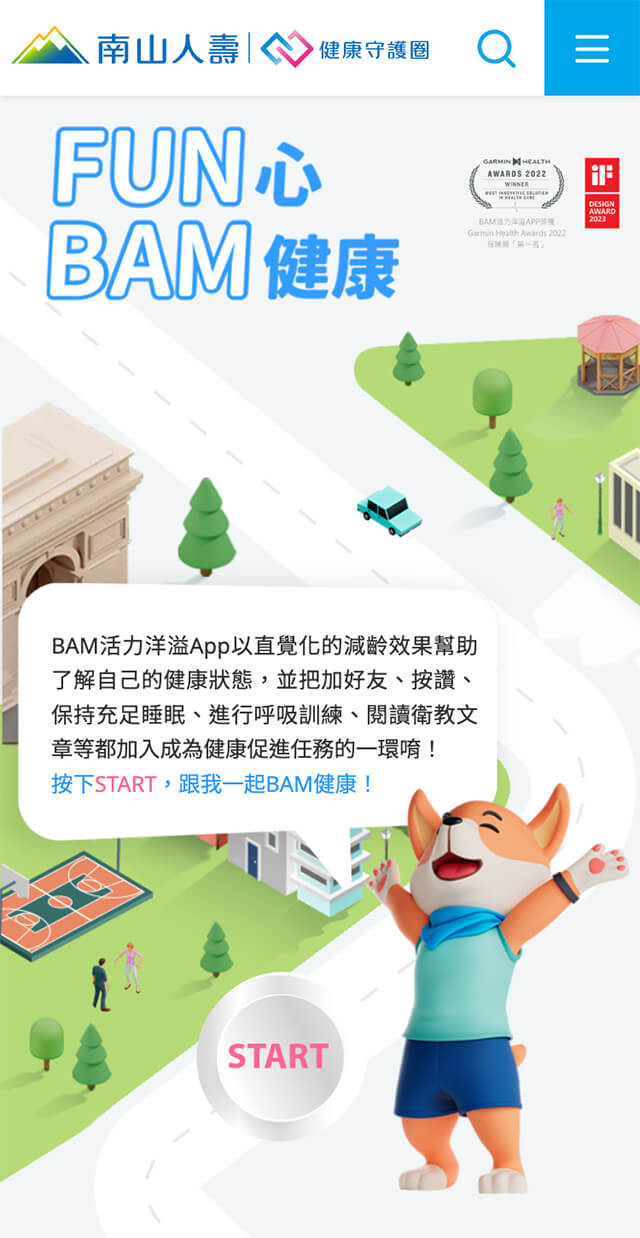 南山人壽 健康守護圈
FUN心
BAM健康
GARMIN HEALTH
AWARDS 2022
WINNER
MOST INNOVATIVE SOLUTION
IN HEALTH CARE
BAM活力洋溢APP榮獲
Garmin Health Awards 2022
保險類「第一名」
iF
DESIGN
AWARD
2023
BAM活力洋溢App以直覺化的減齡效果幫助
了解自己的健康狀態，並把加好友、按讚、
保持充足睡眠、進行呼吸訓練、閱讀衛教文
章等都加入成為健康促進任務的一環唷！
按下START，跟我一起BAM健康！
START